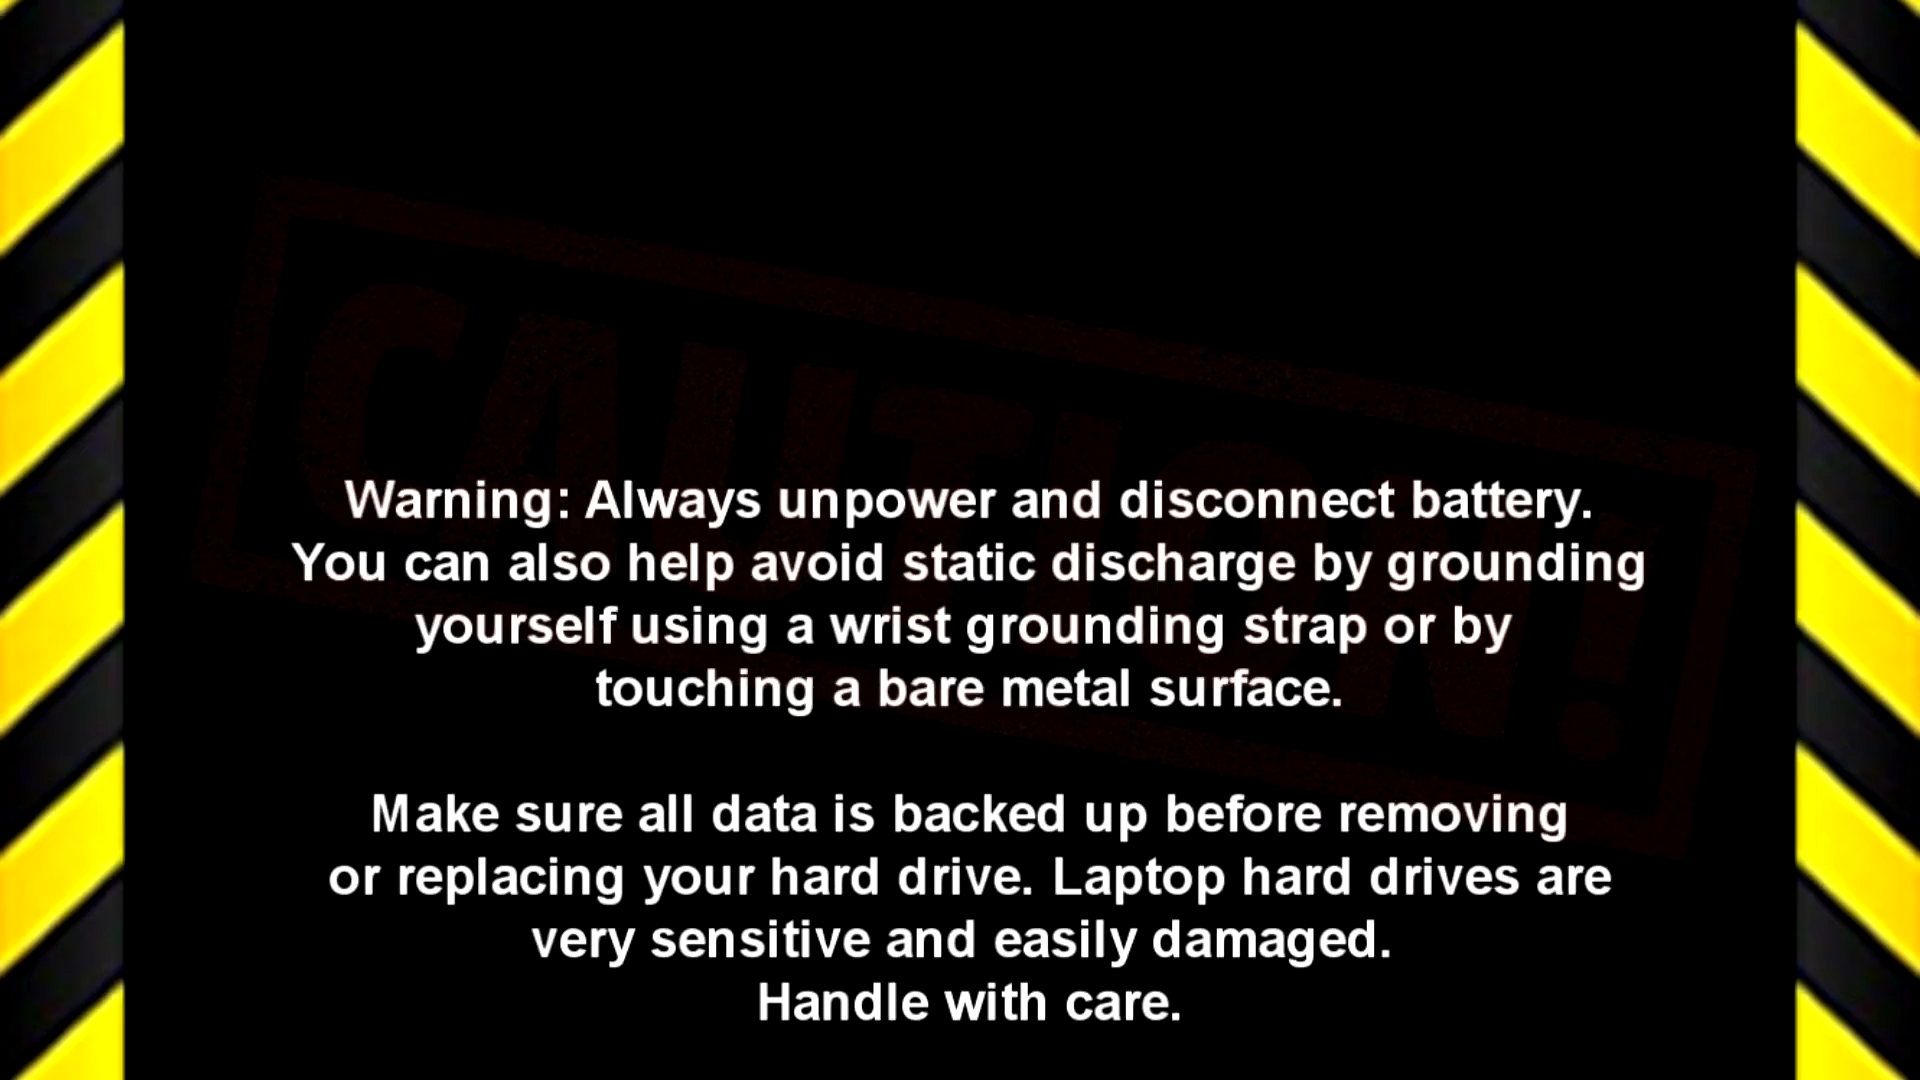 CAUTION!
Warning: Always unpower and disconnect battery.
You can also help avoid static discharge by grounding
yourself using a wrist grounding strap or by
touching a bare metal surface.
Make sure all data is backed up before removing
or replacing your hard drive. Laptop hard drives are
very sensitive and easily damaged.
Handle with care.